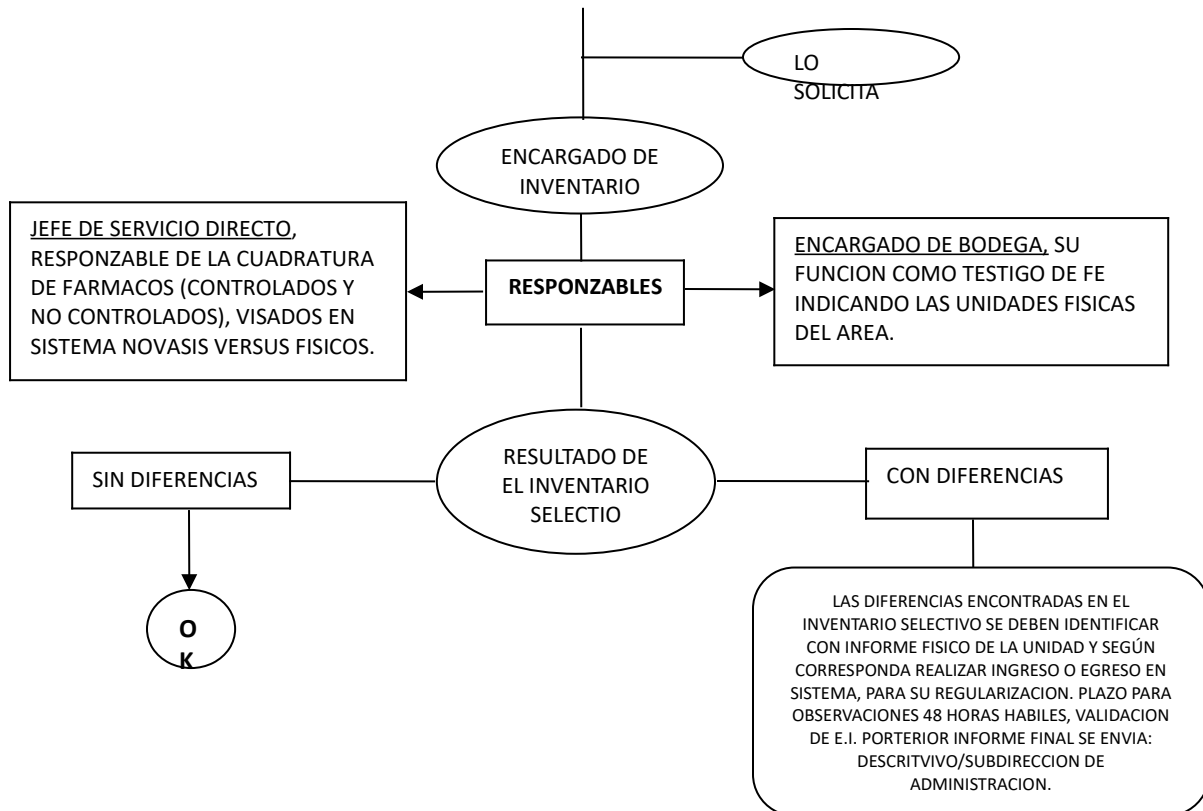 LO
SOLICITA
ENCARGADO DE
INVENTARIO
JEFE DE SERVICIO DIRECTO,
RESPONZABLE DE LA CUADRATURA
DE FARMACOS (CONTROLADOS Y
NO CONTROLADOS), VISADOS EN
SISTEMA NOVASIS VERSUS FISICOS.
RESPONZABLES
ENCARGADO DE BODEGA, SU
FUNCION COMO TESTIGO DE FE
INDICANDO LAS UNIDADES FISICAS
DEL AREA.
SIN DIFERENCIAS
RESULTADO DE
EL INVENTARIO
SELECTIO
CON DIFERENCIAS
O
K
LAS DIFERENCIAS ENCONTRADAS EN EL
INVENTARIO SELECTIVO SE DEBEN IDENTIFICAR
CON INFORME FISICO DE LA UNIDAD Y SEGÚN
CORRESPONDA REALIZAR INGRESO O EGRESO EN
SISTEMA, PARA SU REGULARIZACION. PLAZO PARA
OBSERVACIONES 48 HORAS HABILES, VALIDACION
DE E.I. PORTERIOR INFORME FINAL SE ENVIA:
DESCRITVIVO/SUBDIRECCION DE
ADMINISTRACION.